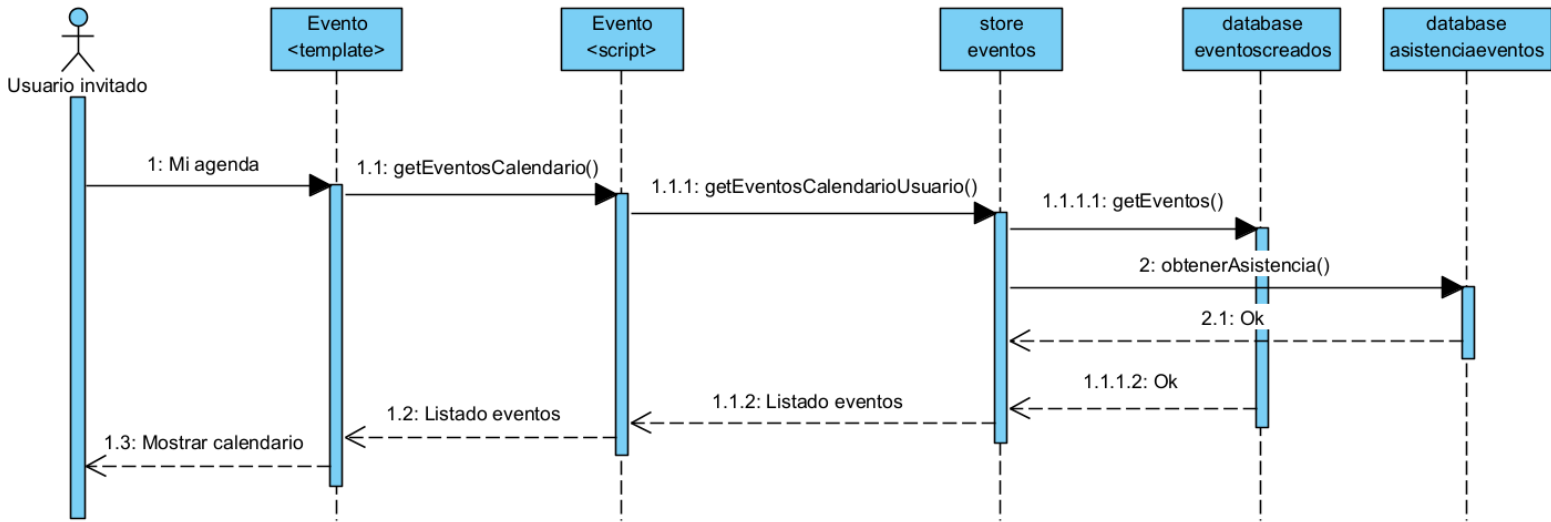 Usuario invitado
Evento
<template>
Evento
<script>
store
eventos
database
eventoscreados
database
asistenciaeventos
1: Mi agenda
1.1: getEventosCalendario()
1.1.1: getEventosCalendarioUsuario()
1.1.1.1: getEventos()
2: obtenerAsistencia()
2.1: Ok
1.1.1.2: Ok
1.1.2: Listado eventos
1.2: Listado eventos
1.3: Mostrar calendario